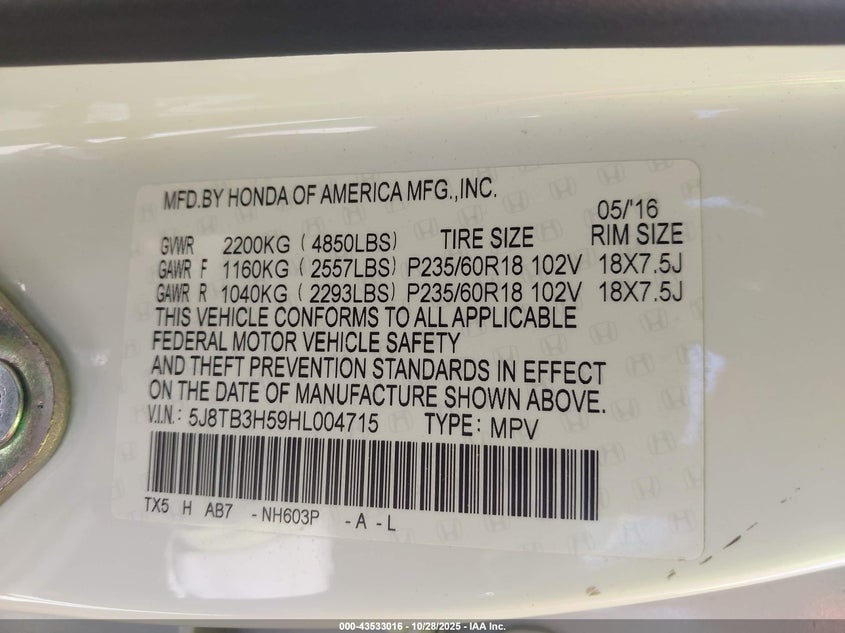 MFD.BY HONDA OF AMERICA MFG.,INC.
05/'16
GVWR 2200KG ( 4850LBS) TIRE SIZE RIM SIZE
GAWR F 1160KG ( 2557LBS) P235/60R18 102V 18X7.5J
GAWR R 1040KG ( 2293LBS) P235/60R18 102V 18X7.5J
THIS VEHICLE CONFORMS TO ALL APPLICABLE
FEDERAL MOTOR VEHICLE SAFETY
AND THEFT PREVENTION STANDARDS IN EFFECT
ON THE DATE OF MANUFACTURE SHOWN ABOVE.
V.I.N.: 5J8TB3H59HL004715 TYPE: MPV
TX5 H AB7 -NH603P -A -L
000-43533016 - 10/28/2025 - IAA Inc.